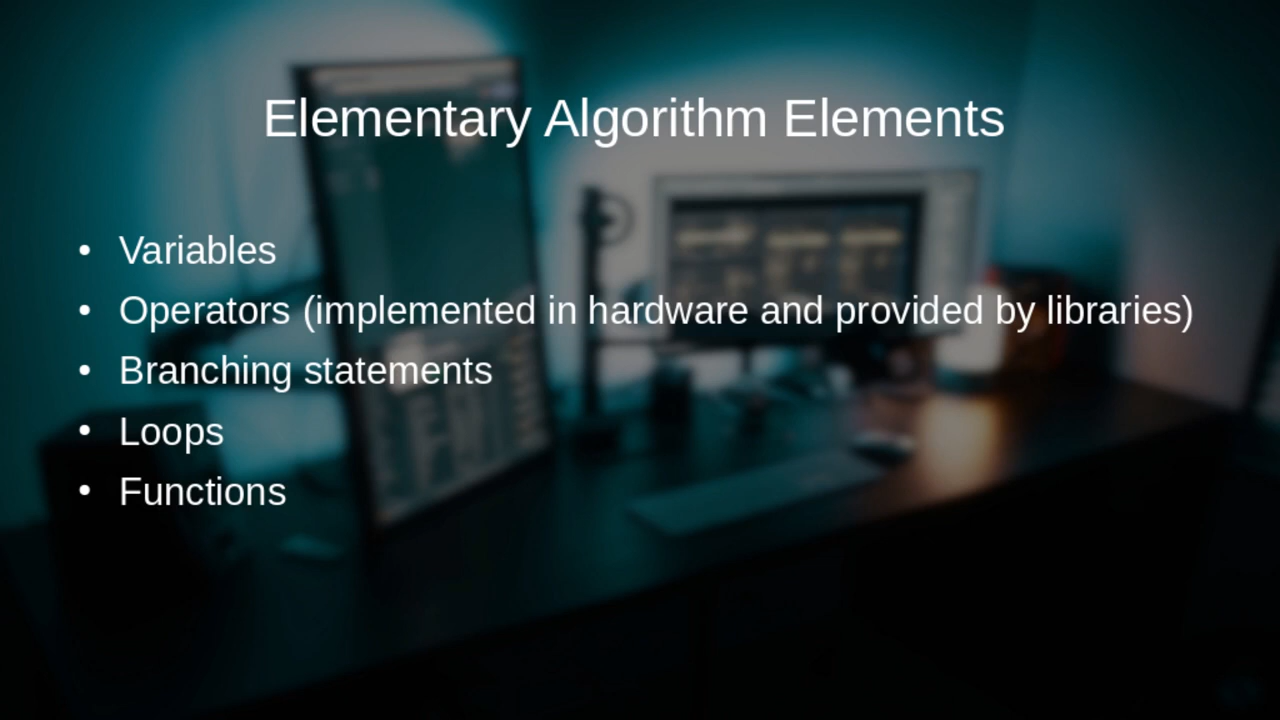 Elementary Algorithm Elements
• Variables
• Operators (implemented in hardware and provided by libraries)
• Branching statements
• Loops
• Functions